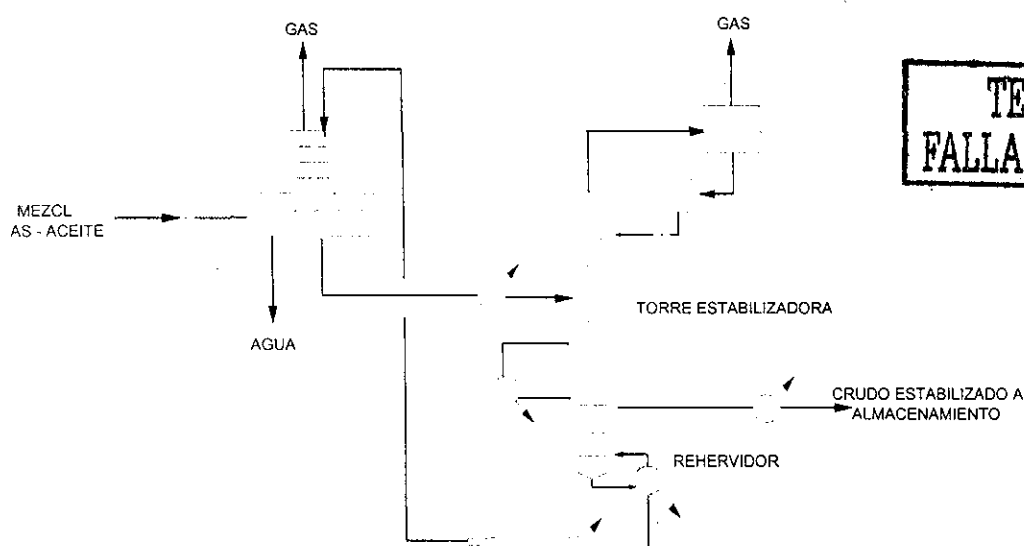 GAS
GAS
TE
FALLA
MEZCL
AS - ACEITE
TORRE ESTABILIZADORA
AGUA
CRUDO ESTABILIZADO A
ALMACENAMIENTO
REHERVIDOR